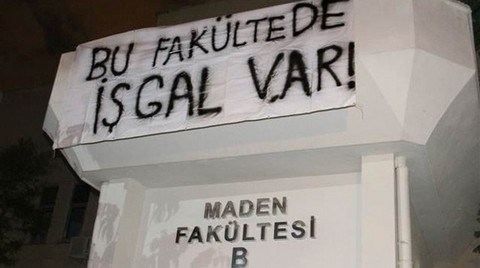 BU FAKÜLTEDE
İŞGAL VAR!
MADEN
FAKÜLTESİ
B